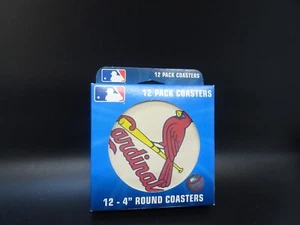 12 PACK COASTERS
12 PACK COASTERS
Cardinals
12 - 4" ROUND COASTERS